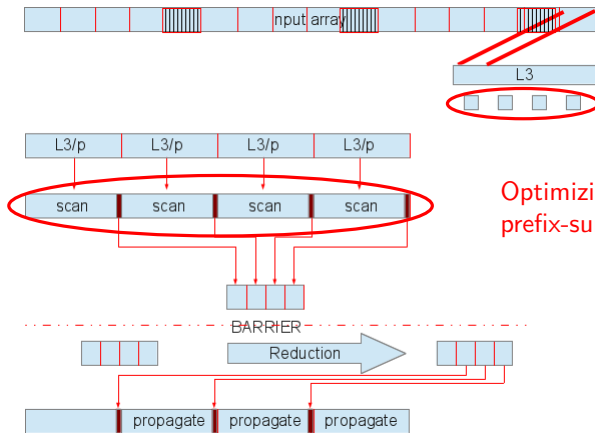 nput array
L3
L3/p L3/p L3/p L3/p
scan scan scan scan
Optimizi
prefix-su
BARRIER
Reduction
propagate propagate propagate